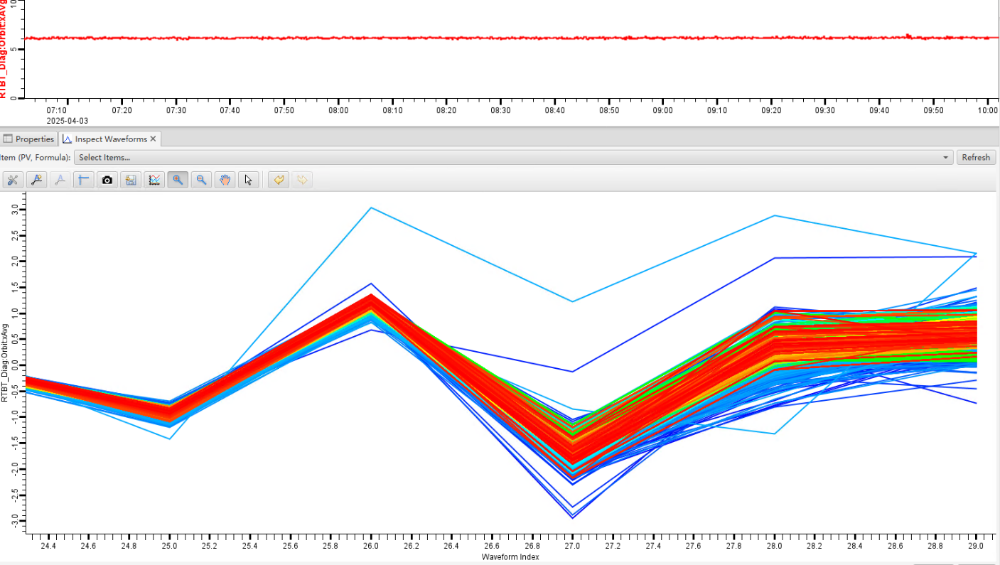 RTBT_Diag:Orbit:xAvg
10
5
0
07:10 07:20 07:30 07:40 07:50 08:00 08:10 08:20 08:30 08:40 08:50 09:00 09:10 09:20 09:30 09:40 09:50 10:00
2025-04-03
Properties Inspect Waveforms
Item (PV, Formula): Select Items... Refresh
RTBT_Diag:Orbit:xAvg
3.0
2.5
2.0
1.5
1.0
0.5
0.0
-0.5
-1.0
-1.5
-2.0
-2.5
-3.0
24.4 24.6 24.8 25.0 25.2 25.4 25.6 25.8 26.0 26.2 26.4 26.6 26.8 27.0 27.2 27.4 27.6 27.8 28.0 28.2 28.4 28.6 28.8 29.0
Waveform Index